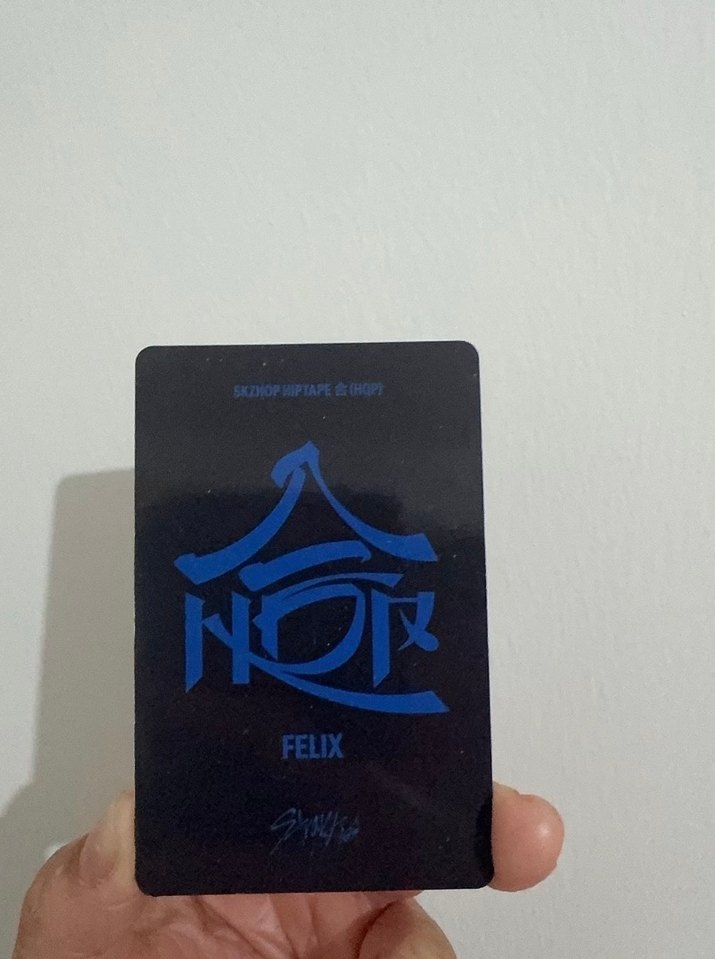 SKZHOP HIPTAPE 合 (HOP)
合
HOP
FELIX
Stray Kids